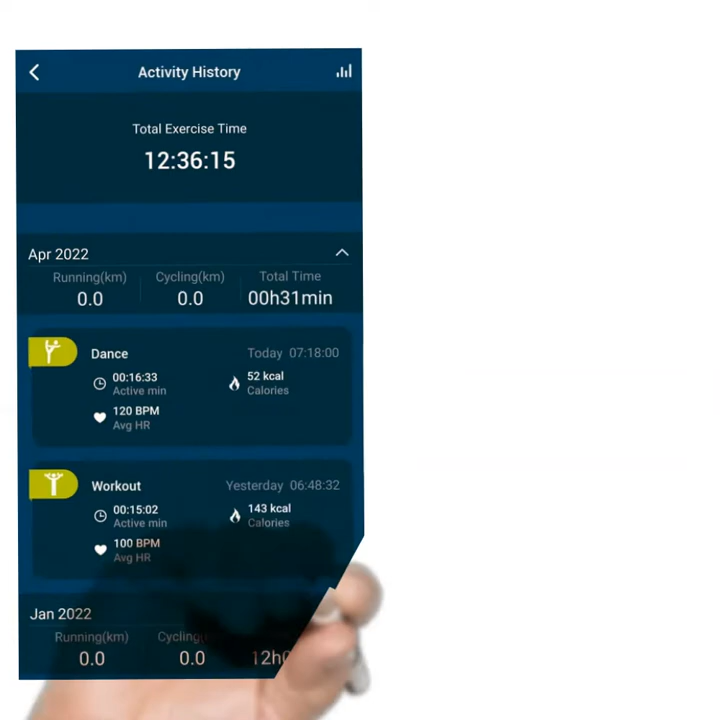 Activity History
Total Exercise Time
12:36:15
Apr 2022
Running(km) Cycling(km) Total Time
0.0 0.0 00h31min
Dance Today 07:18:00
00:16:33 52 kcal
Active min Calories
120 BPM
Avg HR
Workout Yesterday 06:48:32
00:15:02 143 kcal
Active min Calories
100 BPM
Avg HR
Jan 2022
Running(km) Cycling(
0.0 0.0 12h